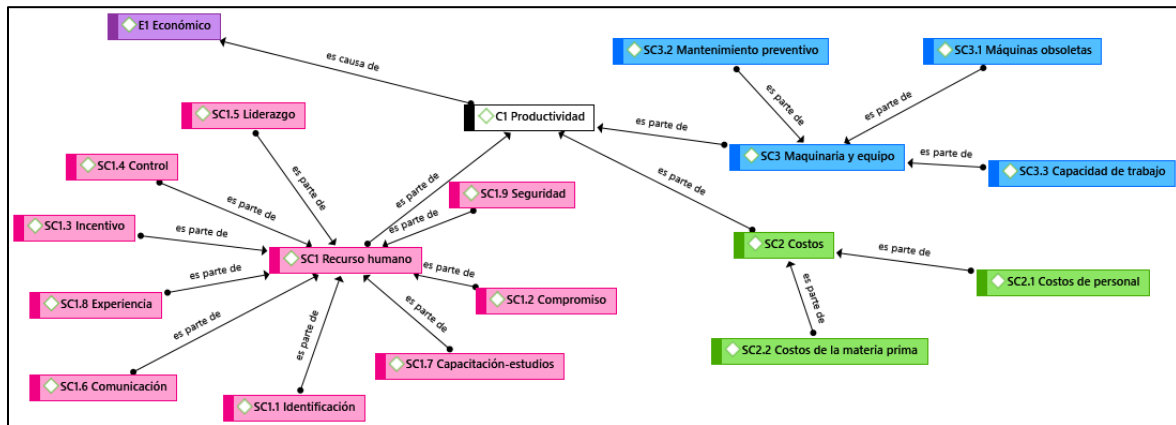 E1 Económico
SC3.2 Mantenimiento preventivo
SC3.1 Máquinas obsoletas
es causa de
es parte de
es parte de
SC1.5 Liderazgo
C1 Productividad
es parte de
SC3 Maquinaría y equipo
es parte de
SC3.3 Capacidad de trabajo
SC1.4 Control
es parte de
es parte de
SC1.9 Seguridad
es parte de
SC1.3 Incentivo
es parte de
es parte de
es parte de
SC2 Costos
es parte de
SC1 Recurso humano
es parte de
SC1.8 Experiencia
es parte de
SC1.2 Compromiso
SC2.1 Costos de personal
es parte de
es parte de
es parte de
es parte de
SC2.2 Costos de la materia prima
SC1.7 Capacitación-estudios
SC1.6 Comunicación
SC1.1 Identificación